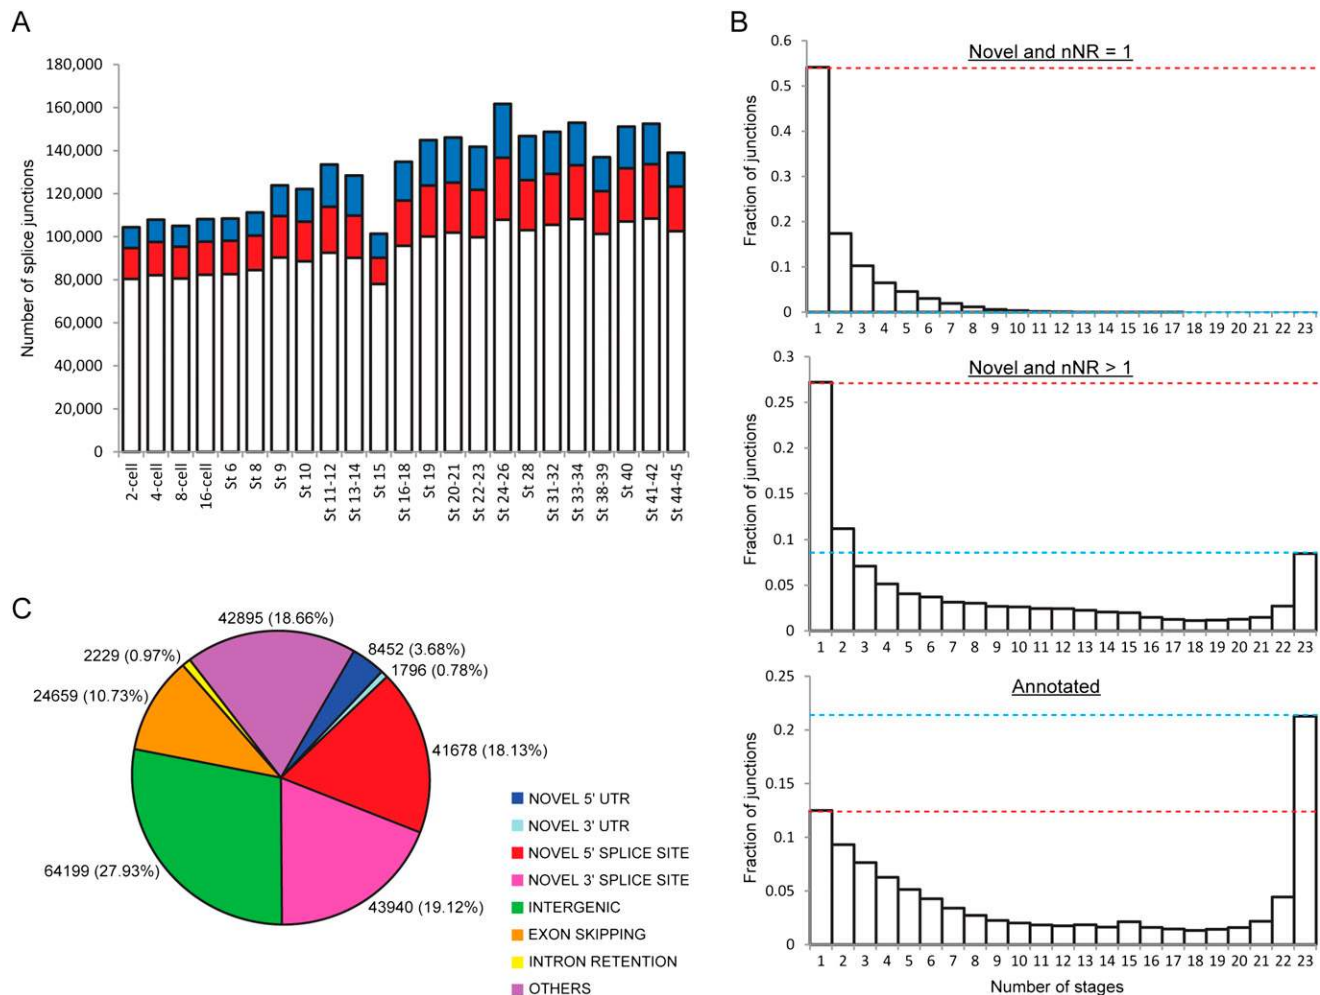 A
180,000
160,000
140,000
120,000
100,000
80,000
60,000
40,000
20,000
0
Number of splice junctions
2-cell
4-cell
8-cell
16-cell
St 6
St 8
St 9
St 10
St 11-12
St 13-14
St 15
St 16-18
St 19
St 20-21
St 22-23
St 24-26
St 28
St 31-32
St 33-34
St 38-39
St 40
St 41-42
St 44-45
B
Novel and nNR = 1
0.6
0.5
0.4
0.3
0.2
0.1
0
Fraction of junctions
1 2 3 4 5 6 7 8 9 10 11 12 13 14 15 16 17 18 19 20 21 22 23
Novel and nNR > 1
0.3
0.25
0.2
0.15
0.1
0.05
0
Fraction of junctions
1 2 3 4 5 6 7 8 9 10 11 12 13 14 15 16 17 18 19 20 21 22 23
Annotated
0.25
0.2
0.15
0.1
0.05
0
Fraction of junctions
1 2 3 4 5 6 7 8 9 10 11 12 13 14 15 16 17 18 19 20 21 22 23
Number of stages
C
42895 (18.66%)
8452 (3.68%)
1796 (0.78%)
2229 (0.97%)
24659 (10.73%)
41678 (18.13%)
64199 (27.93%)
43940 (19.12%)
NOVEL 5' UTR
NOVEL 3' UTR
NOVEL 5' SPLICE SITE
NOVEL 3' SPLICE SITE
INTERGENIC
EXON SKIPPING
INTRON RETENTION
OTHERS